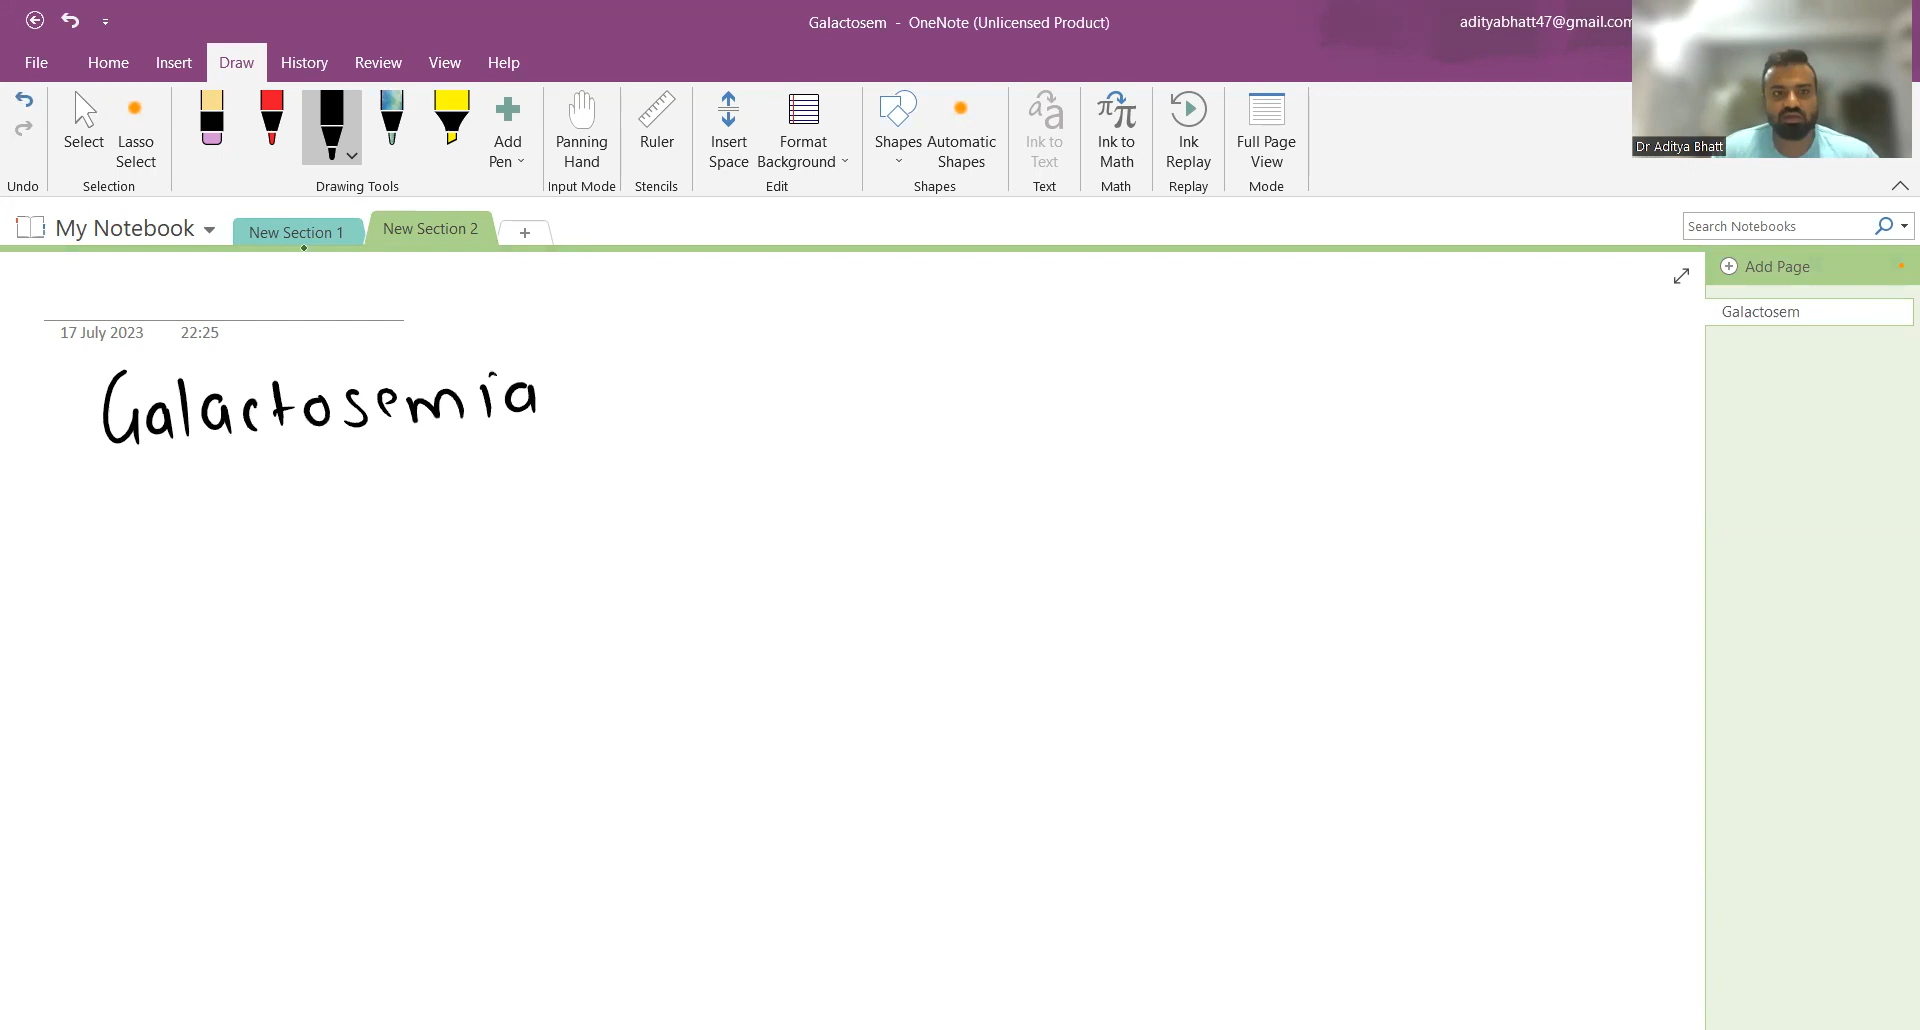 Galactosem - OneNote (Unlicensed Product)
adityabhatt47@gmail.com
File Home Insert Draw History Review View Help
Select
Lasso Select
Add Pen
Panning Hand
Ruler
Insert Space
Format Background
Shapes
Automatic Shapes
Ink to Text
Ink to Math
Ink Replay
Full Page View
Undo Selection Drawing Tools Input Mode Stencils Edit Shapes Text Math Replay Mode
Dr Aditya Bhatt
My Notebook New Section 1 New Section 2 +
Search Notebooks
Add Page
Galactosem
17 July 2023 22:25
Galactosemia